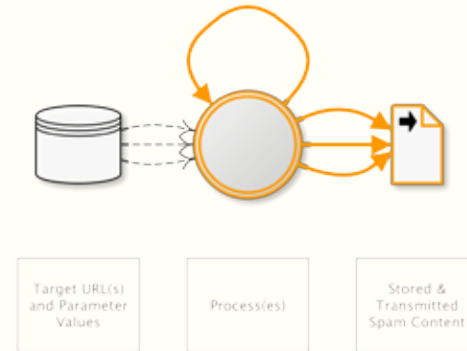 Target URL(s)
and Parameter
Values
Process(es)
Stored &
Transmitted
Spam Content